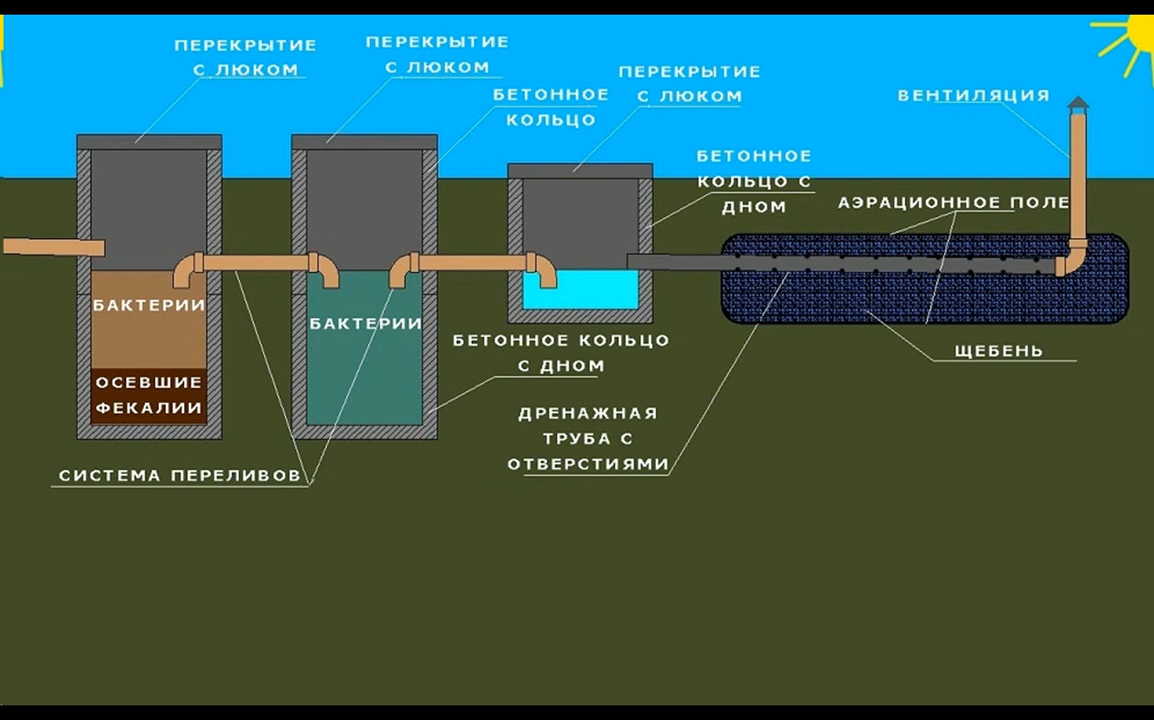 ПЕРЕКРЫТИЕ
С ЛЮКОМ
ПЕРЕКРЫТИЕ
С ЛЮКОМ
БЕТОННОЕ
КОЛЬЦО
ПЕРЕКРЫТИЕ
С ЛЮКОМ
ВЕНТИЛЯЦИЯ
БЕТОННОЕ
КОЛЬЦО С
ДНОМ
АЭРАЦИОННОЕ ПОЛЕ
БАКТЕРИИ
ОСЕВШИЕ
ФЕКАЛИИ
БАКТЕРИИ
БЕТОННОЕ КОЛЬЦО
С ДНОМ
ЩЕБЕНЬ
ДРЕНАЖНАЯ
ТРУБА С
ОТВЕРСТИЯМИ
СИСТЕМА ПЕРЕЛИВОВ